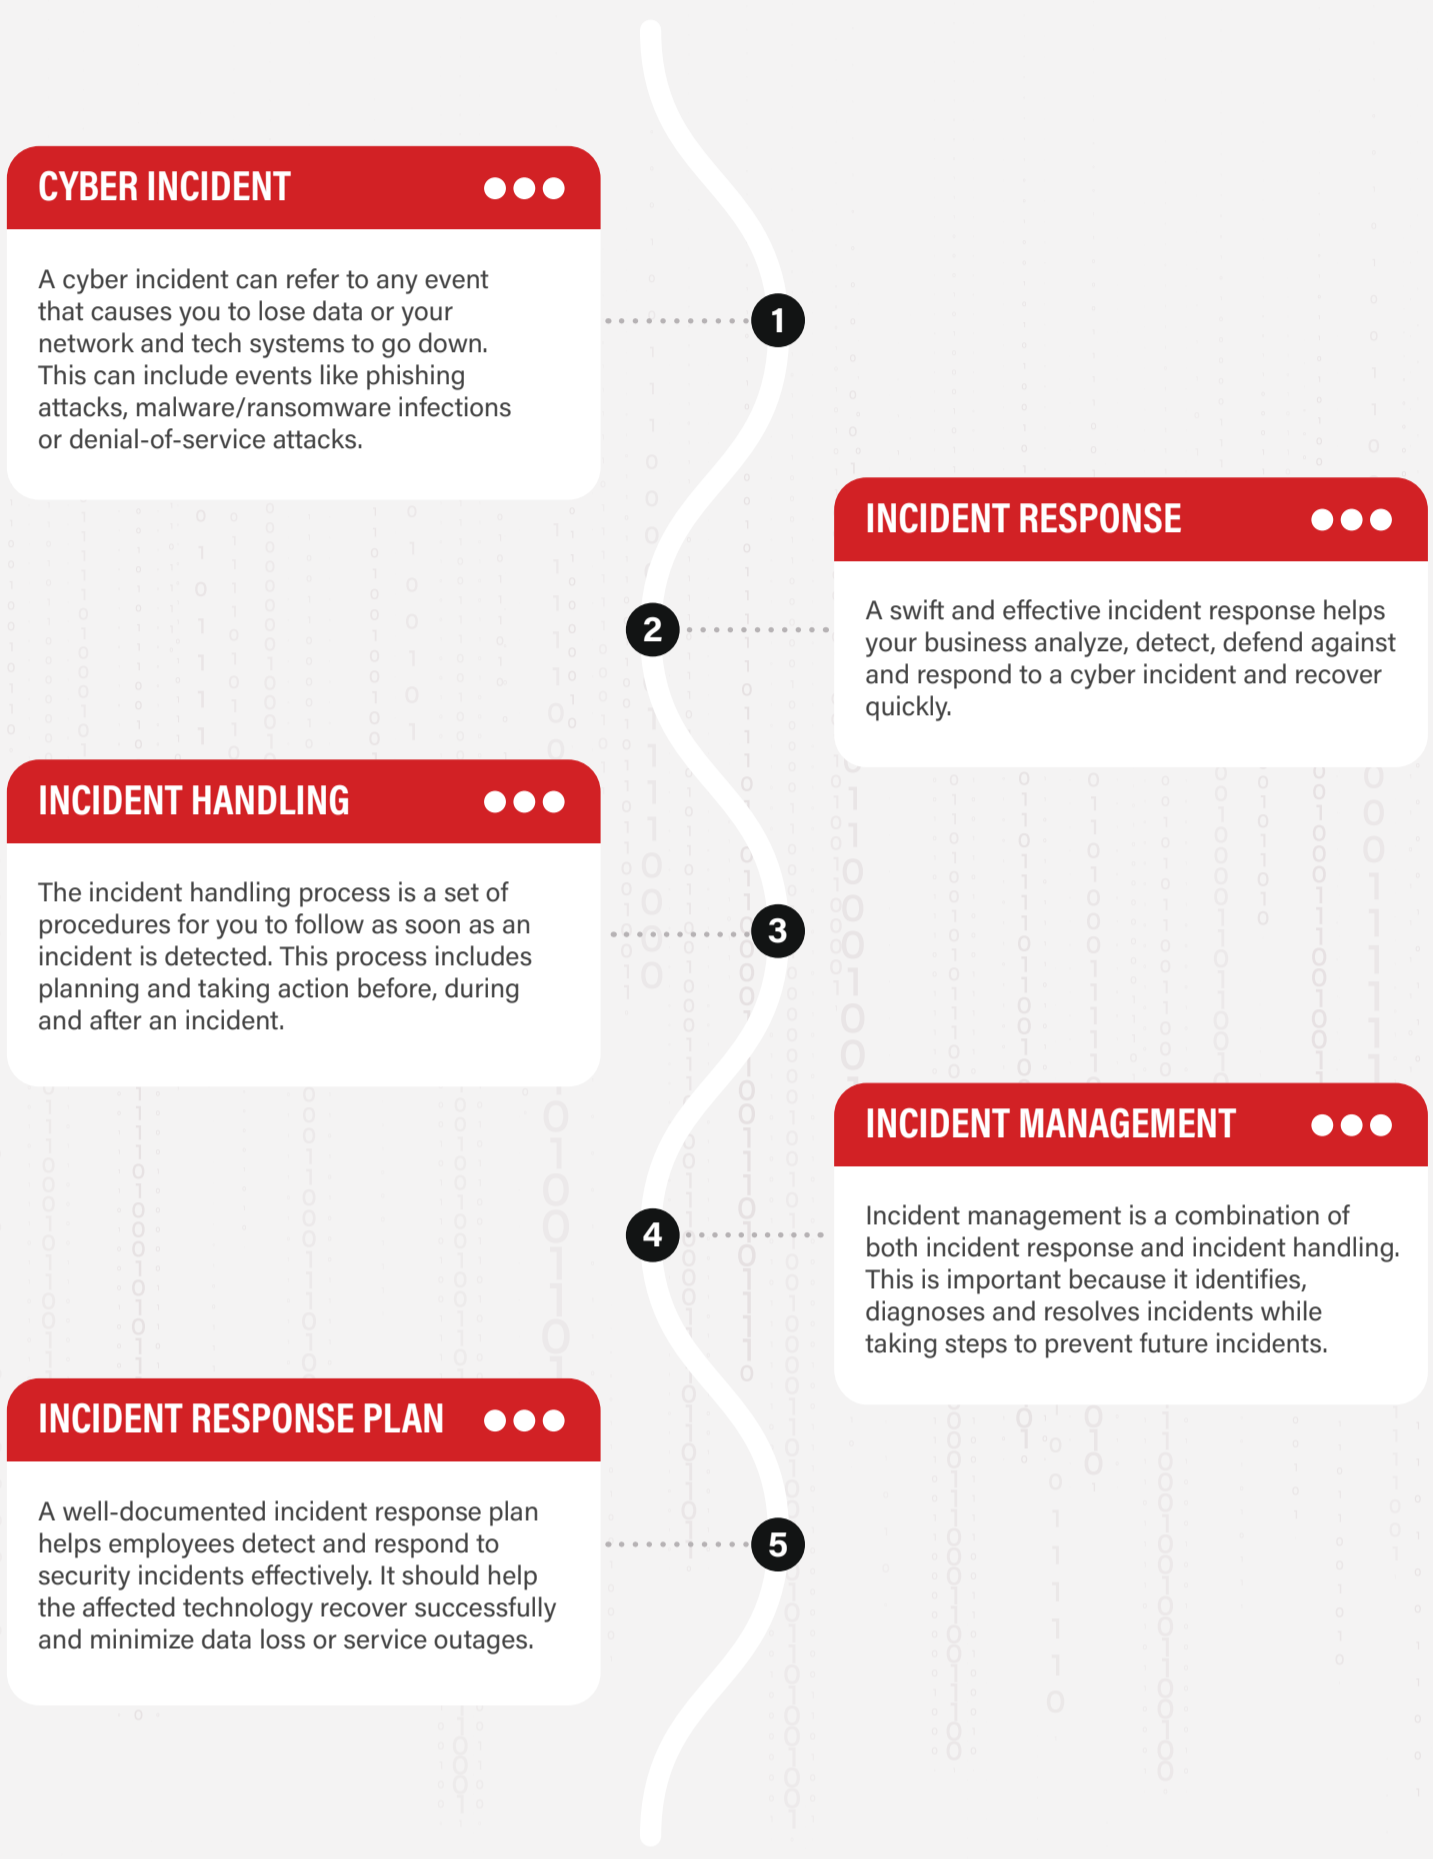 CYBER INCIDENT
A cyber incident can refer to any event
that causes you to lose data or your
network and tech systems to go down.
This can include events like phishing
attacks, malware/ransomware infections
or denial-of-service attacks.
1
INCIDENT RESPONSE
A swift and effective incident response helps
your business analyze, detect, defend against
and respond to a cyber incident and recover
quickly.
2
INCIDENT HANDLING
The incident handling process is a set of
procedures for you to follow as soon as an
incident is detected. This process includes
planning and taking action before, during
and after an incident.
3
INCIDENT MANAGEMENT
Incident management is a combination of
both incident response and incident handling.
This is important because it identifies,
diagnoses and resolves incidents while
taking steps to prevent future incidents.
4
INCIDENT RESPONSE PLAN
A well-documented incident response plan
helps employees detect and respond to
security incidents effectively. It should help
the affected technology recover successfully
and minimize data loss or service outages.
5